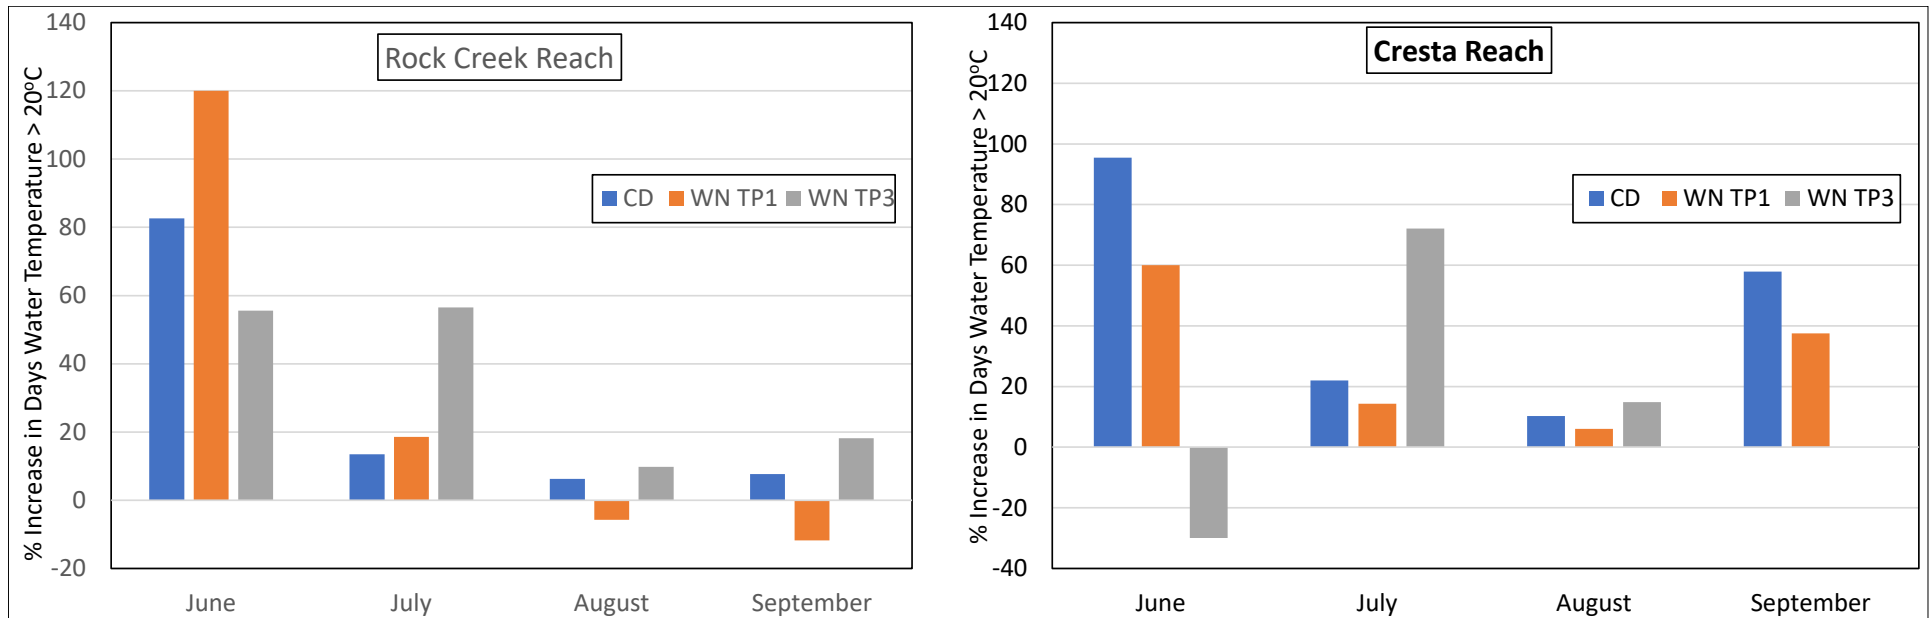 % Increase in Days Water Temperature > 20°C
140
120
100
80
60
40
20
0
-20
Rock Creek Reach
CD WN TP1 WN TP3
June July August September
% Increase in Days Water Temperature > 20°C
140
120
100
80
60
40
20
0
-20
-40
Cresta Reach
CD WN TP1 WN TP3
June July August September